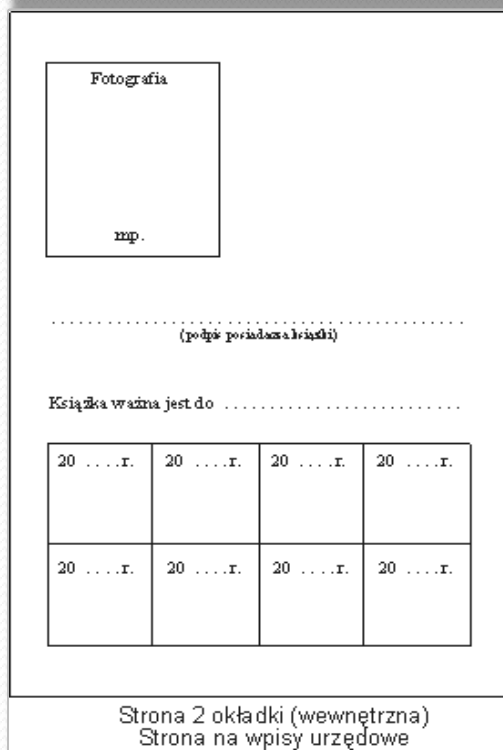 Fotografia
mp.
. . . . . . . . . . . . . . . . . . . . . . . . . . . . . . . . . . . . . . . . . . . .
(podpis posiadacza książki)
Książka ważna jest do . . . . . . . . . . . . . . . . . . . . . . . . .
20 . . . . r. 20 . . . . r. 20 . . . . r. 20 . . . . r.
20 . . . . r. 20 . . . . r. 20 . . . . r. 20 . . . . r.
Strona 2 okładki (wewnętrzna)
Strona na wpisy urzędowe